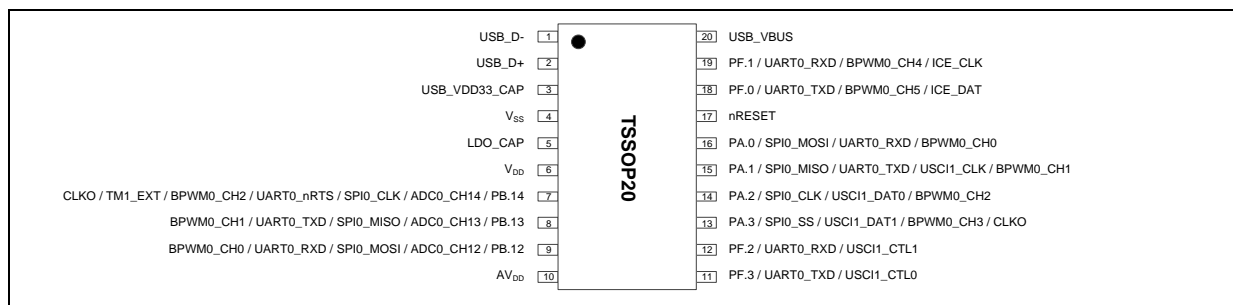 USB_D- 1
USB_D+ 2
USB_VDD33_CAP 3
VSS 4
LDO_CAP 5
VDD 6
CLKO / TM1_EXT / BPWM0_CH2 / UART0_nRTS / SPI0_CLK / ADC0_CH14 / PB.14 7
BPWM0_CH1 / UART0_TXD / SPI0_MISO / ADC0_CH13 / PB.13 8
BPWM0_CH0 / UART0_RXD / SPI0_MOSI / ADC0_CH12 / PB.12 9
AVDD 10
TSSOP20
20 USB_VBUS
19 PF.1 / UART0_RXD / BPWM0_CH4 / ICE_CLK
18 PF.0 / UART0_TXD / BPWM0_CH5 / ICE_DAT
17 nRESET
16 PA.0 / SPI0_MOSI / UART0_RXD / BPWM0_CH0
15 PA.1 / SPI0_MISO / UART0_TXD / USCI1_CLK / BPWM0_CH1
14 PA.2 / SPI0_CLK / USCI1_DAT0 / BPWM0_CH2
13 PA.3 / SPI0_SS / USCI1_DAT1 / BPWM0_CH3 / CLKO
12 PF.2 / UART0_RXD / USCI1_CTL1
11 PF.3 / UART0_TXD / USCI1_CTL0